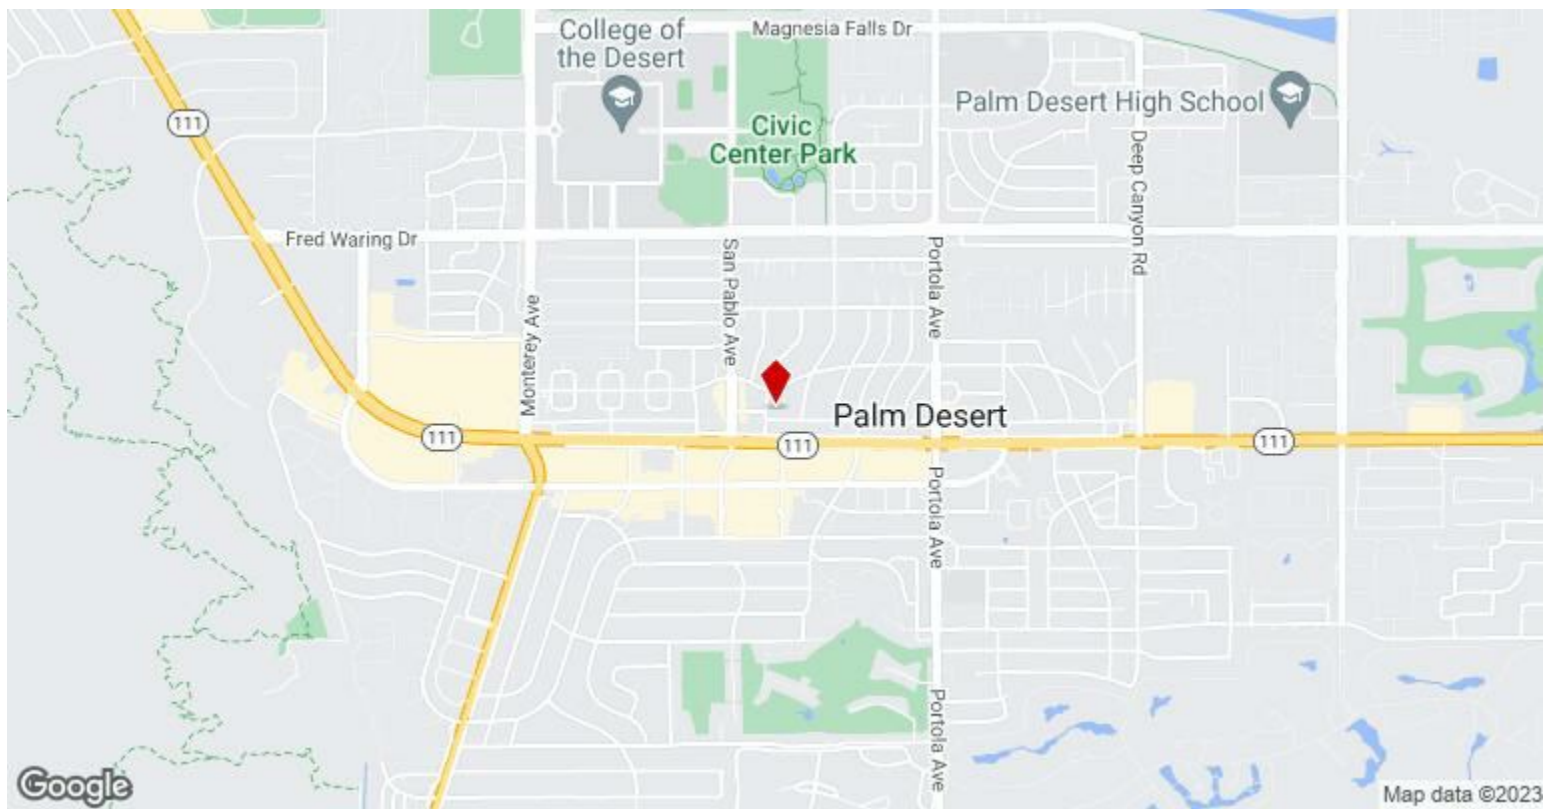 College of
the Desert
Magnesia Falls Dr
111
Palm Desert High School
Civic
Center Park
Deep Canyon Rd
Fred Waring Dr
San Pablo Ave
Portola Ave
Monterey Ave
Palm Desert
111
111
111
Portola Ave
Portola Ave
Google
Map data ©2023